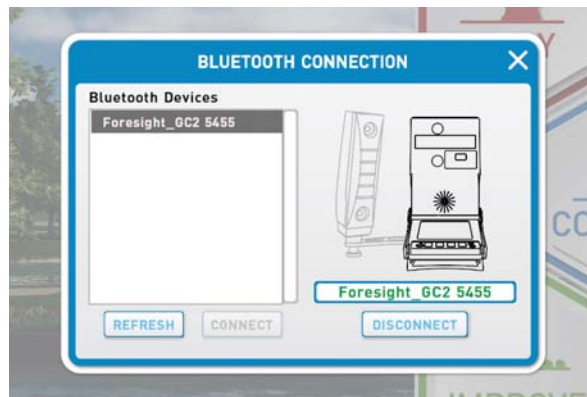 BLUETOOTH CONNECTION
Bluetooth Devices
Foresight_GC2 5455
Foresight_GC2 5455
REFRESH
CONNECT
DISCONNECT